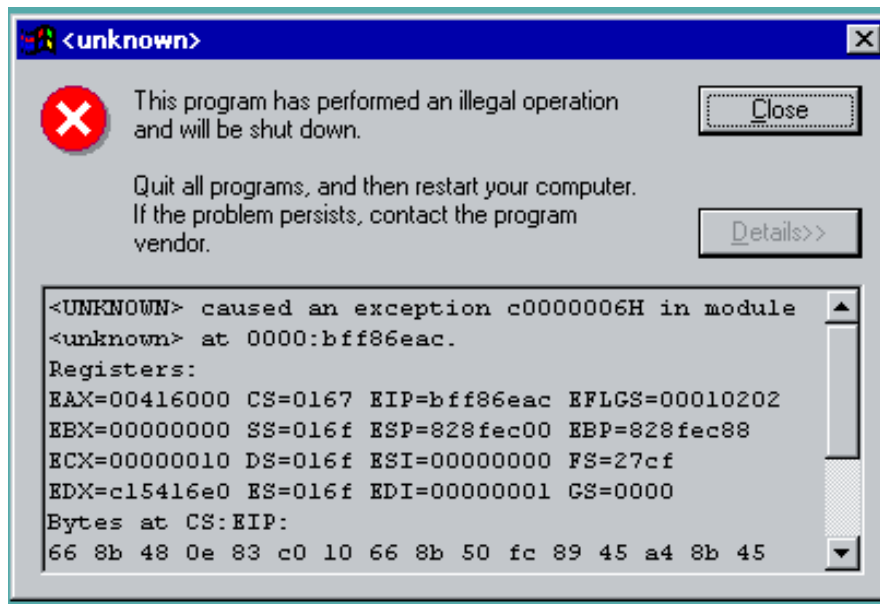 <unknown>
This program has performed an illegal operation
and will be shut down.
Close
Quit all programs, and then restart your computer.
If the problem persists, contact the program
vendor.
Details>>
<UNKNOWN> caused an exception c0000006H in module
<unknown> at 0000:bff86eac.
Registers:
EAX=00416000 CS=0167 EIP=bff86eac EFLGS=00010202
EBX=00000000 SS=016f ESP=828fec00 EBP=828fec88
ECX=00000010 DS=016f ESI=00000000 FS=27cf
EDX=c15416e0 ES=016f EDI=00000001 GS=0000
Bytes at CS:EIP:
66 8b 48 0e 83 c0 10 66 8b 50 fc 89 45 a4 8b 45